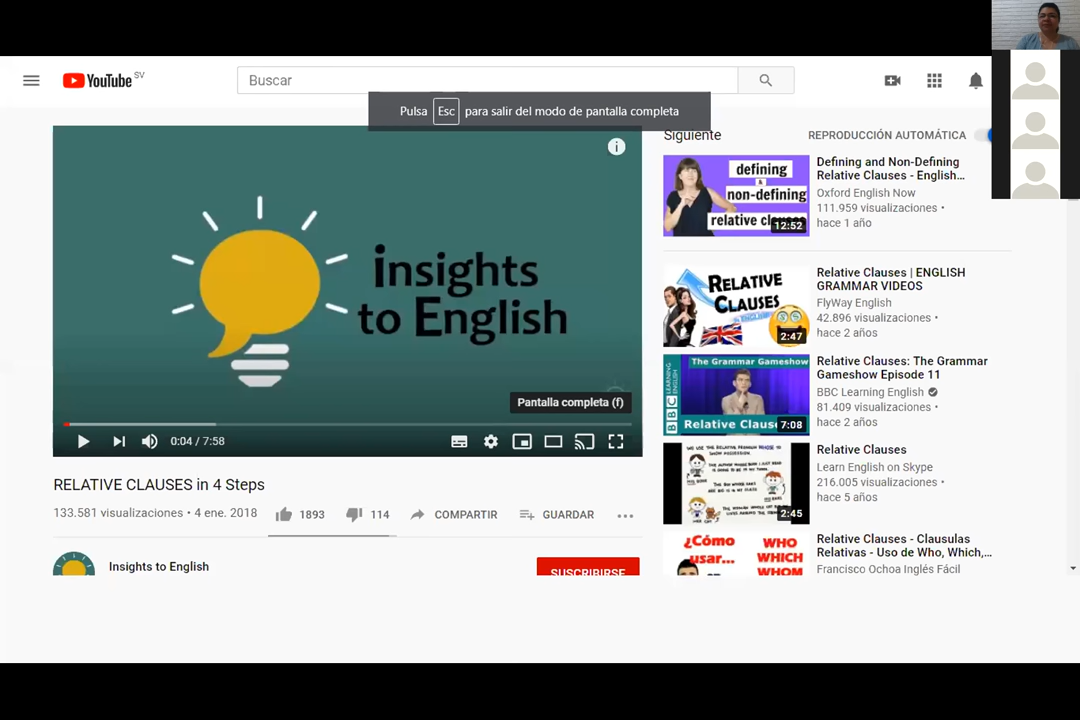 YouTube SV
Buscar
Pulsa Esc para salir del modo de pantalla completa
insights
to English
Pantalla completa (f)
0:04 / 7:58
RELATIVE CLAUSES in 4 Steps
133.581 visualizaciones • 4 ene. 2018
1893
114
COMPARTIR
GUARDAR
Insights to English
SUSCRIBIRSE
Siguiente
REPRODUCCIÓN AUTOMÁTICA
defining
&
non-defining
relative clauses
12:52
Defining and Non-Defining
Relative Clauses - English...
Oxford English Now
111.959 visualizaciones •
hace 1 año
RELATIVE
CLAUSES
2:47
Relative Clauses | ENGLISH
GRAMMAR VIDEOS
FlyWay English
42.896 visualizaciones •
hace 2 años
The Grammar Gameshow
BBC LEARNING ENGLISH
Relative Claus
7:08
Relative Clauses: The Grammar
Gameshow Episode 11
BBC Learning English
81.409 visualizaciones •
hace 2 años
2:45
Relative Clauses
Learn English on Skype
216.005 visualizaciones •
hace 5 años
¿Cómo
usar...
WHO
WHICH
WHOM
Relative Clauses - Clausulas
Relativas - Uso de Who, Which,...
Francisco Ochoa Inglés Fácil